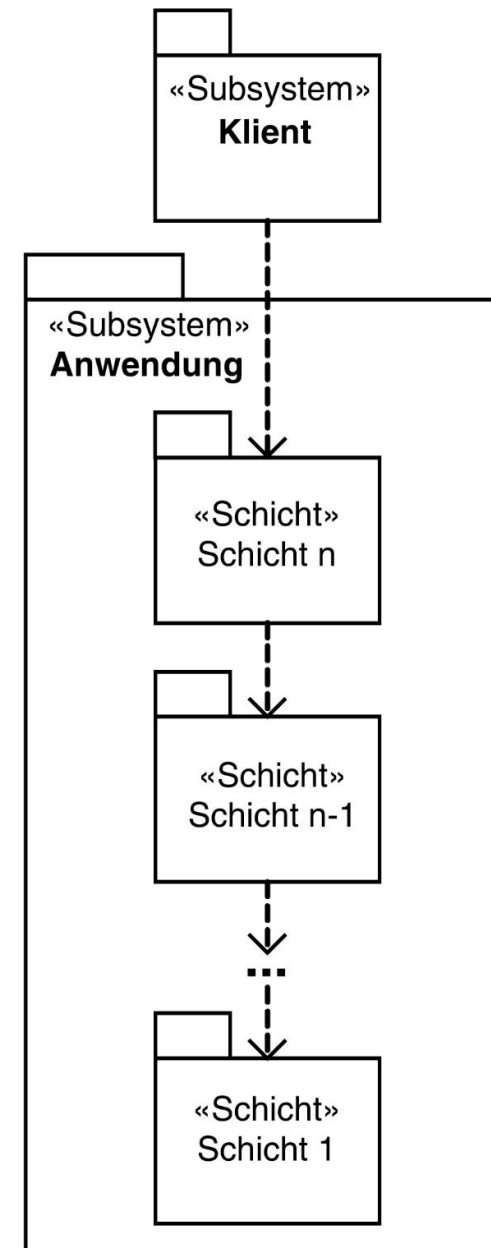 «Subsystem»
Klient
«Subsystem»
Anwendung
«Schicht»
Schicht n
«Schicht»
Schicht n-1
...
«Schicht»
Schicht 1